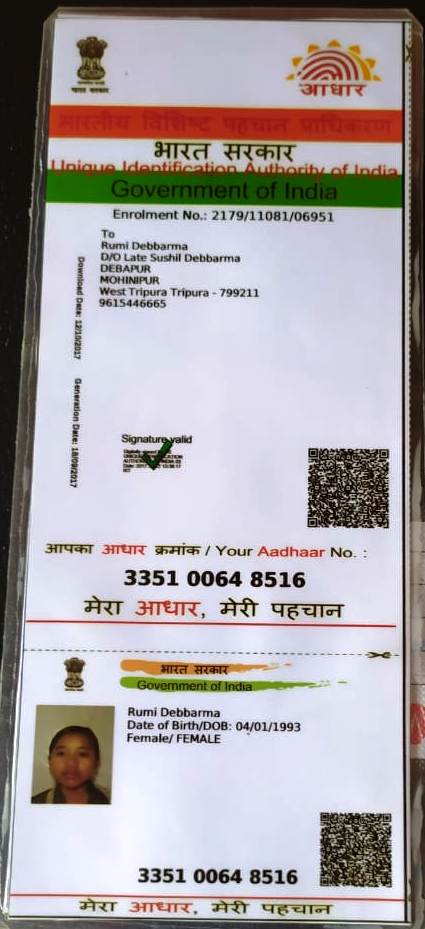 भारत सरकार
आधार
भारतीय विशिष्ट पहचान प्राधिकरण
भारत सरकार
Unique Identification Authority of India
Government of India
Enrolment No.: 2179/11081/06951
To
Rumi Debbarma
D/O Late Sushil Debbarma
DEBAPUR
MOHINIPUR
West Tripura Tripura - 799211
9615446665
Download Date: 12/10/2017
Generation Date: 18/09/2017
Signature valid
आपका आधार क्रमांक / Your Aadhaar No. :
3351 0064 8516
मेरा आधार, मेरी पहचान
भारत सरकार
Government of India
Rumi Debbarma
Date of Birth/DOB: 04/01/1993
Female/ FEMALE
3351 0064 8516
मेरा आधार, मेरी पहचान